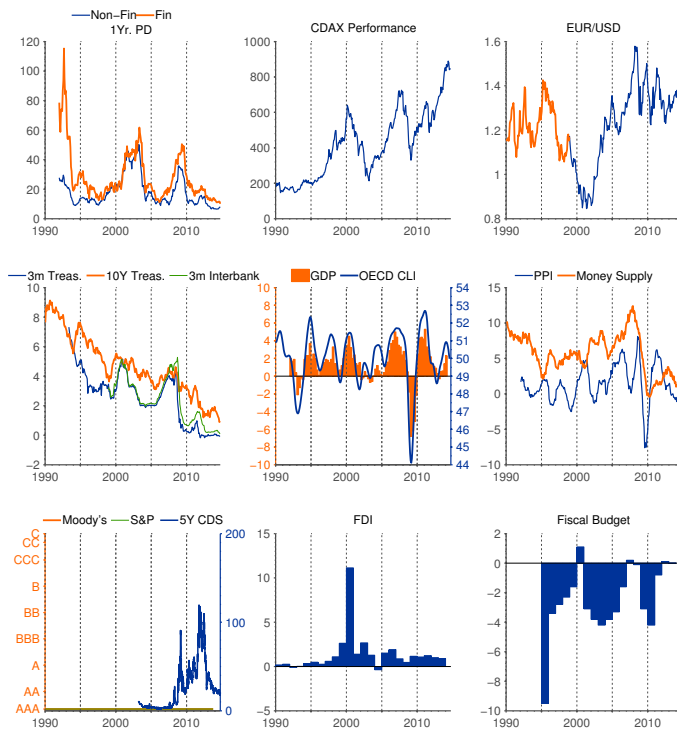 Non−Fin Fin
1Yr. PD
120
100
80
60
40
20
0
1990 2000 2010
CDAX Performance
1000
800
600
400
200
0
1990 2000 2010
EUR/USD
1.6
1.4
1.2
1
0.8
1990 2000 2010
3m Treas. 10Y Treas. 3m Interbank
10
8
6
4
2
0
−2
1990 2000 2010
GDP OECD CLI
10
8
6
4
2
0
−2
−4
−6
−8
−10
54
53
52
51
50
49
48
47
46
45
44
1990 2000 2010
PPI Money Supply
15
10
5
0
−5
−10
1990 2000 2010
Moody's S&P 5Y CDS
C
CC
CCC
B
BB
BBB
A
AA
AAA
200
100
0
1990 2000 2010
FDI
15
10
5
0
−5
1990 2000 2010
Fiscal Budget
2
0
−2
−4
−6
−8
−10
1990 2000 2010